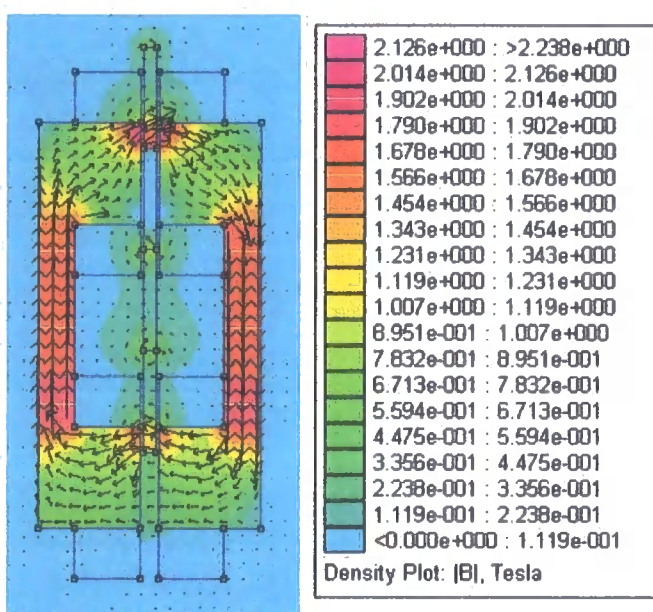 2.126e+000 : >2.238e+000
2.014e+000 : 2.126e+000
1.902e+000 : 2.014e+000
1.790e+000 : 1.902e+000
1.678e+000 : 1.790e+000
1.566e+000 : 1.678e+000
1.454e+000 : 1.566e+000
1.343e+000 : 1.454e+000
1.231e+000 : 1.343e+000
1.119e+000 : 1.231e+000
1.007e+000 : 1.119e+000
8.951e-001 : 1.007e+000
7.832e-001 : 8.951e-001
6.713e-001 : 7.832e-001
5.594e-001 : 6.713e-001
4.475e-001 : 5.594e-001
3.356e-001 : 4.475e-001
2.238e-001 : 3.356e-001
1.119e-001 : 2.238e-001
<0.000e+000 : 1.119e-001
Density Plot: |B|, Tesla